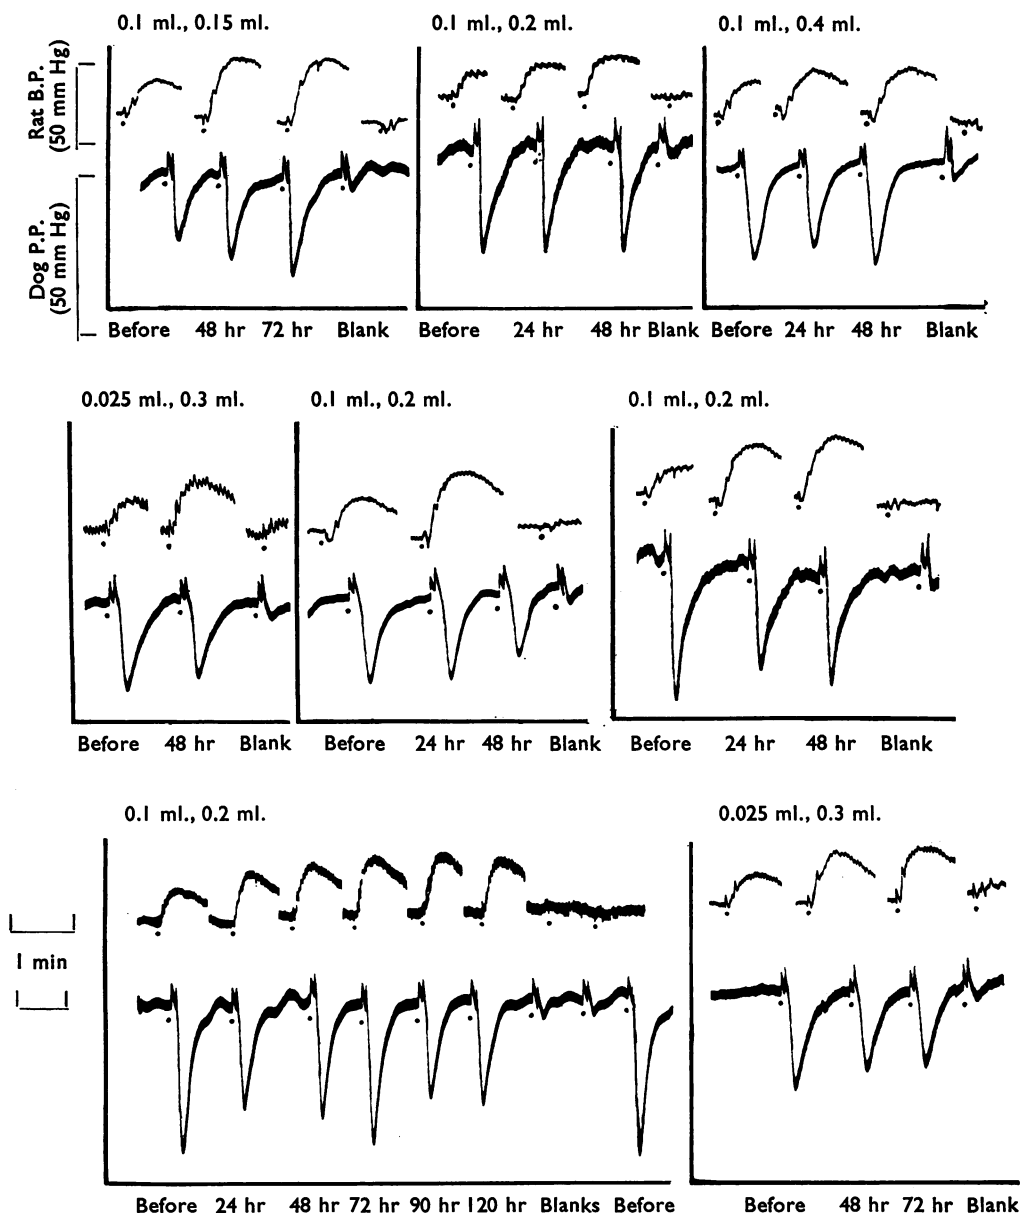 0.1 ml., 0.15 ml.
0.1 ml., 0.2 ml.
0.1 ml., 0.4 ml.
Rat B.P.
(50 mm Hg)
Dog P.P.
(50 mm Hg)
Before 48 hr 72 hr Blank
Before 24 hr 48 hr Blank
Before 24 hr 48 hr Blank
0.025 ml., 0.3 ml.
0.1 ml., 0.2 ml.
0.1 ml., 0.2 ml.
Before 48 hr Blank
Before 24 hr 48 hr Blank
Before 24 hr 48 hr Blank
0.1 ml., 0.2 ml.
0.025 ml., 0.3 ml.
1 min
Before 24 hr 48 hr 72 hr 90 hr 120 hr Blanks Before
Before 48 hr 72 hr Blank